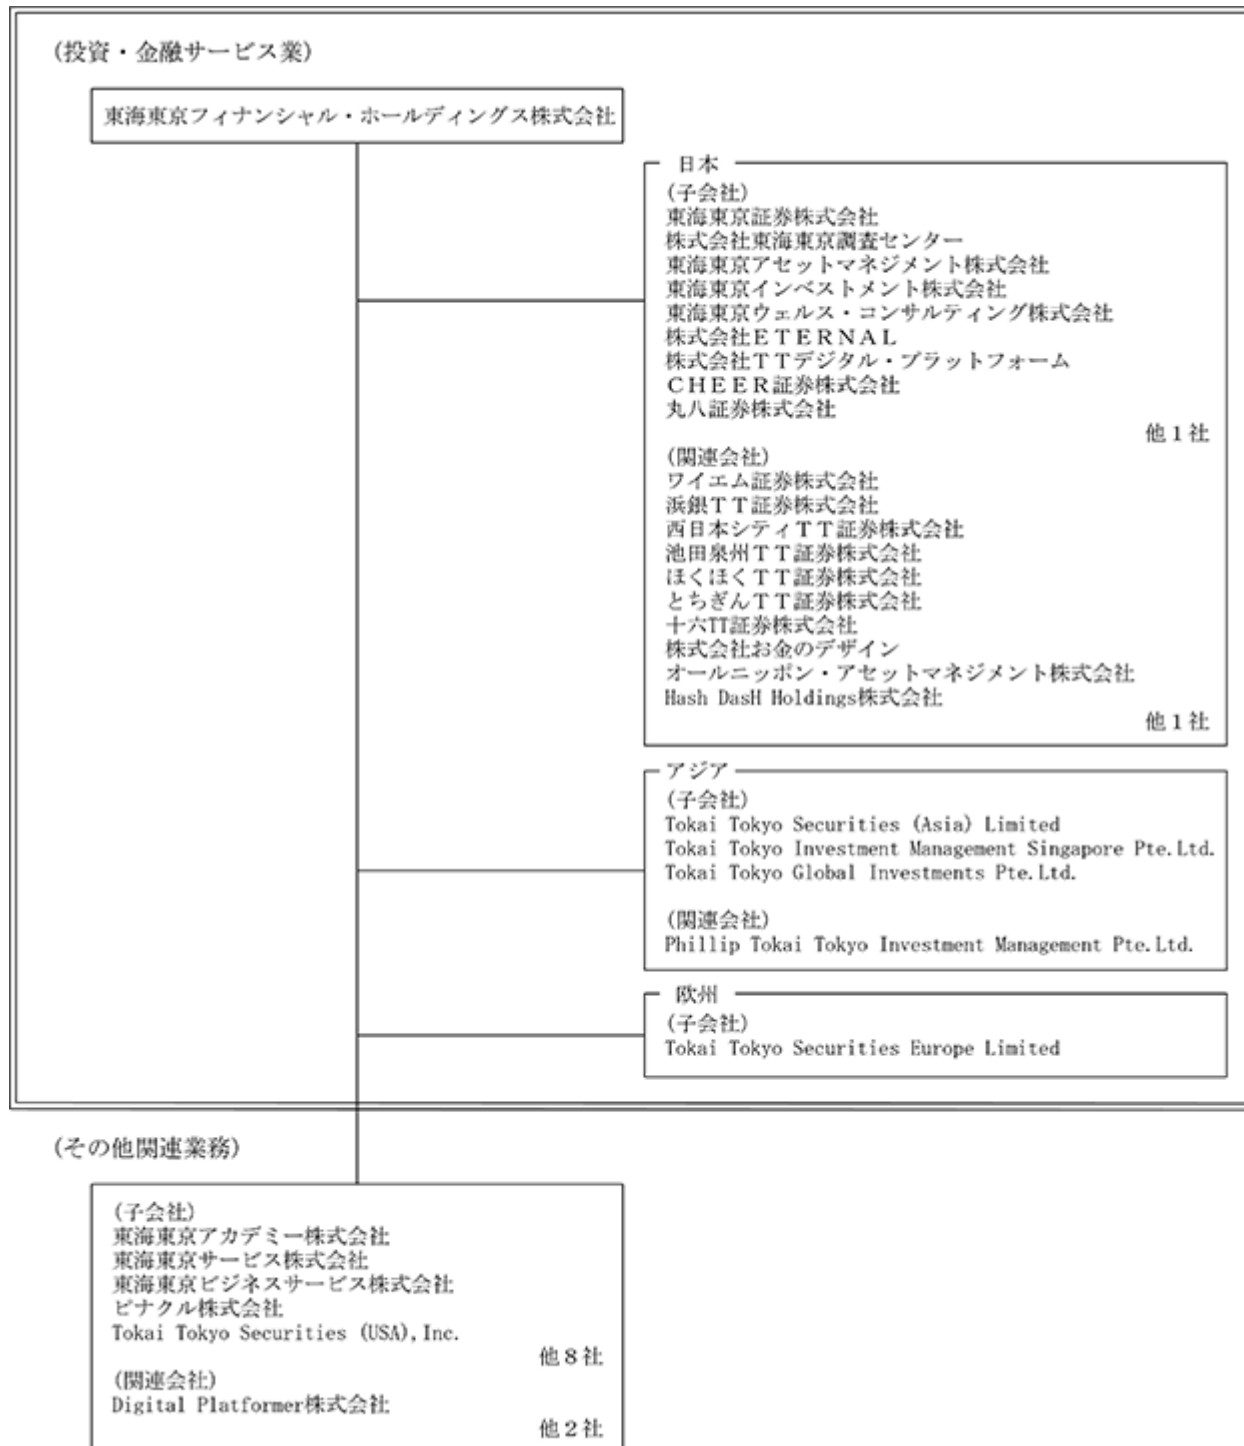 (投資・金融サービス業)
東海東京フィナンシャル・ホールディングス株式会社
日本
(子会社)
東海東京証券株式会社
株式会社東海東京調査センター
東海東京アセットマネジメント株式会社
東海東京インベストメント株式会社
東海東京ウェルス・コンサルティング株式会社
株式会社ＥＴＥＲＮＡＬ
株式会社ＴＴデジタル・プラットフォーム
ＣＨＥＥＲ証券株式会社
丸八証券株式会社
他１社
(関連会社)
ワイエム証券株式会社
浜銀ＴＴ証券株式会社
西日本シティＴＴ証券株式会社
池田泉州ＴＴ証券株式会社
ほくほくＴＴ証券株式会社
とちぎんＴＴ証券株式会社
十六TT証券株式会社
株式会社お金のデザイン
オールニッポン・アセットマネジメント株式会社
Hash DasH Holdings株式会社
他１社
アジア
(子会社)
Tokai Tokyo Securities (Asia) Limited
Tokai Tokyo Investment Management Singapore Pte.Ltd.
Tokai Tokyo Global Investments Pte.Ltd.
(関連会社)
Phillip Tokai Tokyo Investment Management Pte.Ltd.
欧州
(子会社)
Tokai Tokyo Securities Europe Limited
(その他関連業務)
(子会社)
東海東京アカデミー株式会社
東海東京サービス株式会社
東海東京ビジネスサービス株式会社
ピナクル株式会社
Tokai Tokyo Securities (USA),Inc.
他８社
(関連会社)
Digital Platformer株式会社
他２社